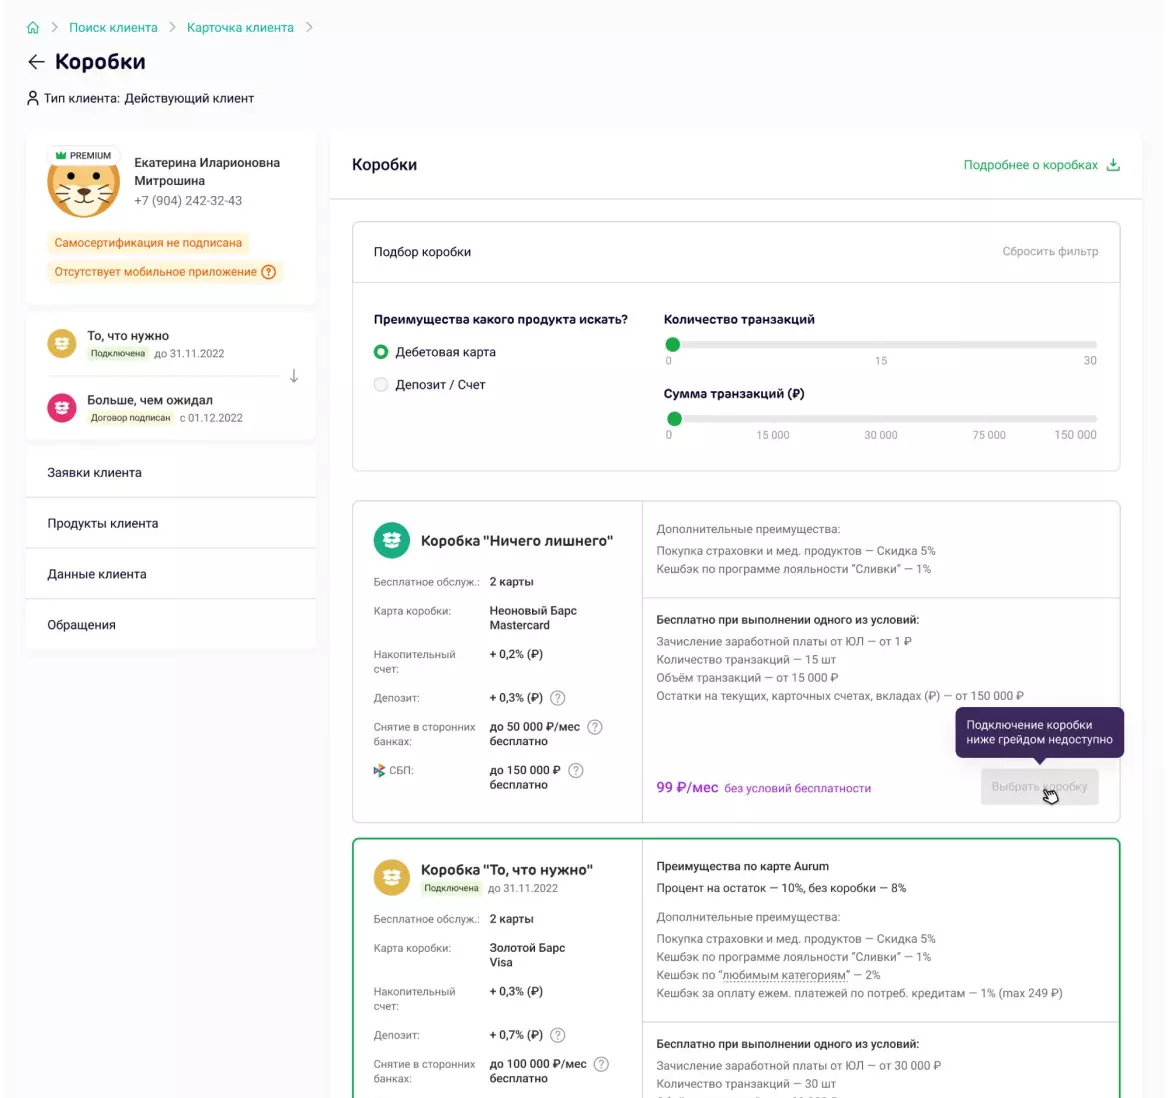 Поиск клиента
Карточка клиента
Коробки
Тип клиента: Действующий клиент
PREMIUM
Екатерина Иларионовна
Митрошина
+7 (904) 242-32-43
Самосертификация не подписана
Отсутствует мобильное приложение ?
То, что нужно
Подключена до 31.11.2022
Больше, чем ожидал
Договор подписан с 01.12.2022
Заявки клиента
Продукты клиента
Данные клиента
Обращения
Коробки
Подробнее о коробках
Подбор коробки
Сбросить фильтр
Преимущества какого продукта искать?
Дебетовая карта
Депозит / Счет
Количество транзакций
0 15 30
Сумма транзакций (₽)
0 15 000 30 000 75 000 150 000
Коробка "Ничего лишнего"
Бесплатное обслуж.: 2 карты
Карта коробки: Неоновый Барс
Mastercard
Накопительный + 0,2% (₽)
счет:
Депозит: + 0,3% (₽) ?
Снятие в сторонних до 50 000 ₽/мес ?
банках: бесплатно
СБП: до 150 000 ₽ ?
бесплатно
Дополнительные преимущества:
Покупка страховки и мед. продуктов — Скидка 5%
Кешбэк по программе лояльности “Сливки” — 1%
Бесплатно при выполнении одного из условий:
Зачисление заработной платы от ЮЛ — от 1 ₽
Количество транзакций — 15 шт
Объём транзакций — от 15 000 ₽
Остатки на текущих, карточных счетах, вкладах (₽) — от 150 000 ₽
Подключение коробки
ниже грейдом недоступно
99 ₽/мес без условий бесплатности
Выбрать коробку
Коробка "То, что нужно"
Подключена до 31.11.2022
Бесплатное обслуж.: 2 карты
Карта коробки: Золотой Барс
Visa
Накопительный + 0,3% (₽)
счет:
Депозит: + 0,7% (₽) ?
Снятие в сторонних до 100 000 ₽/мес ?
банках: бесплатно
Преимущества по карте Aurum
Процент на остаток — 10%, без коробки — 8%
Дополнительные преимущества:
Покупка страховки и мед. продуктов — Скидка 5%
Кешбэк по программе лояльности “Сливки” — 1%
Кешбэк по “любимым категориям” — 2%
Кешбэк за оплату ежем. платежей по потреб. кредитам — 1% (max 249 ₽)
Бесплатно при выполнении одного из условий:
Зачисление заработной платы от ЮЛ — от 30 000 ₽
Количество транзакций — 30 шт